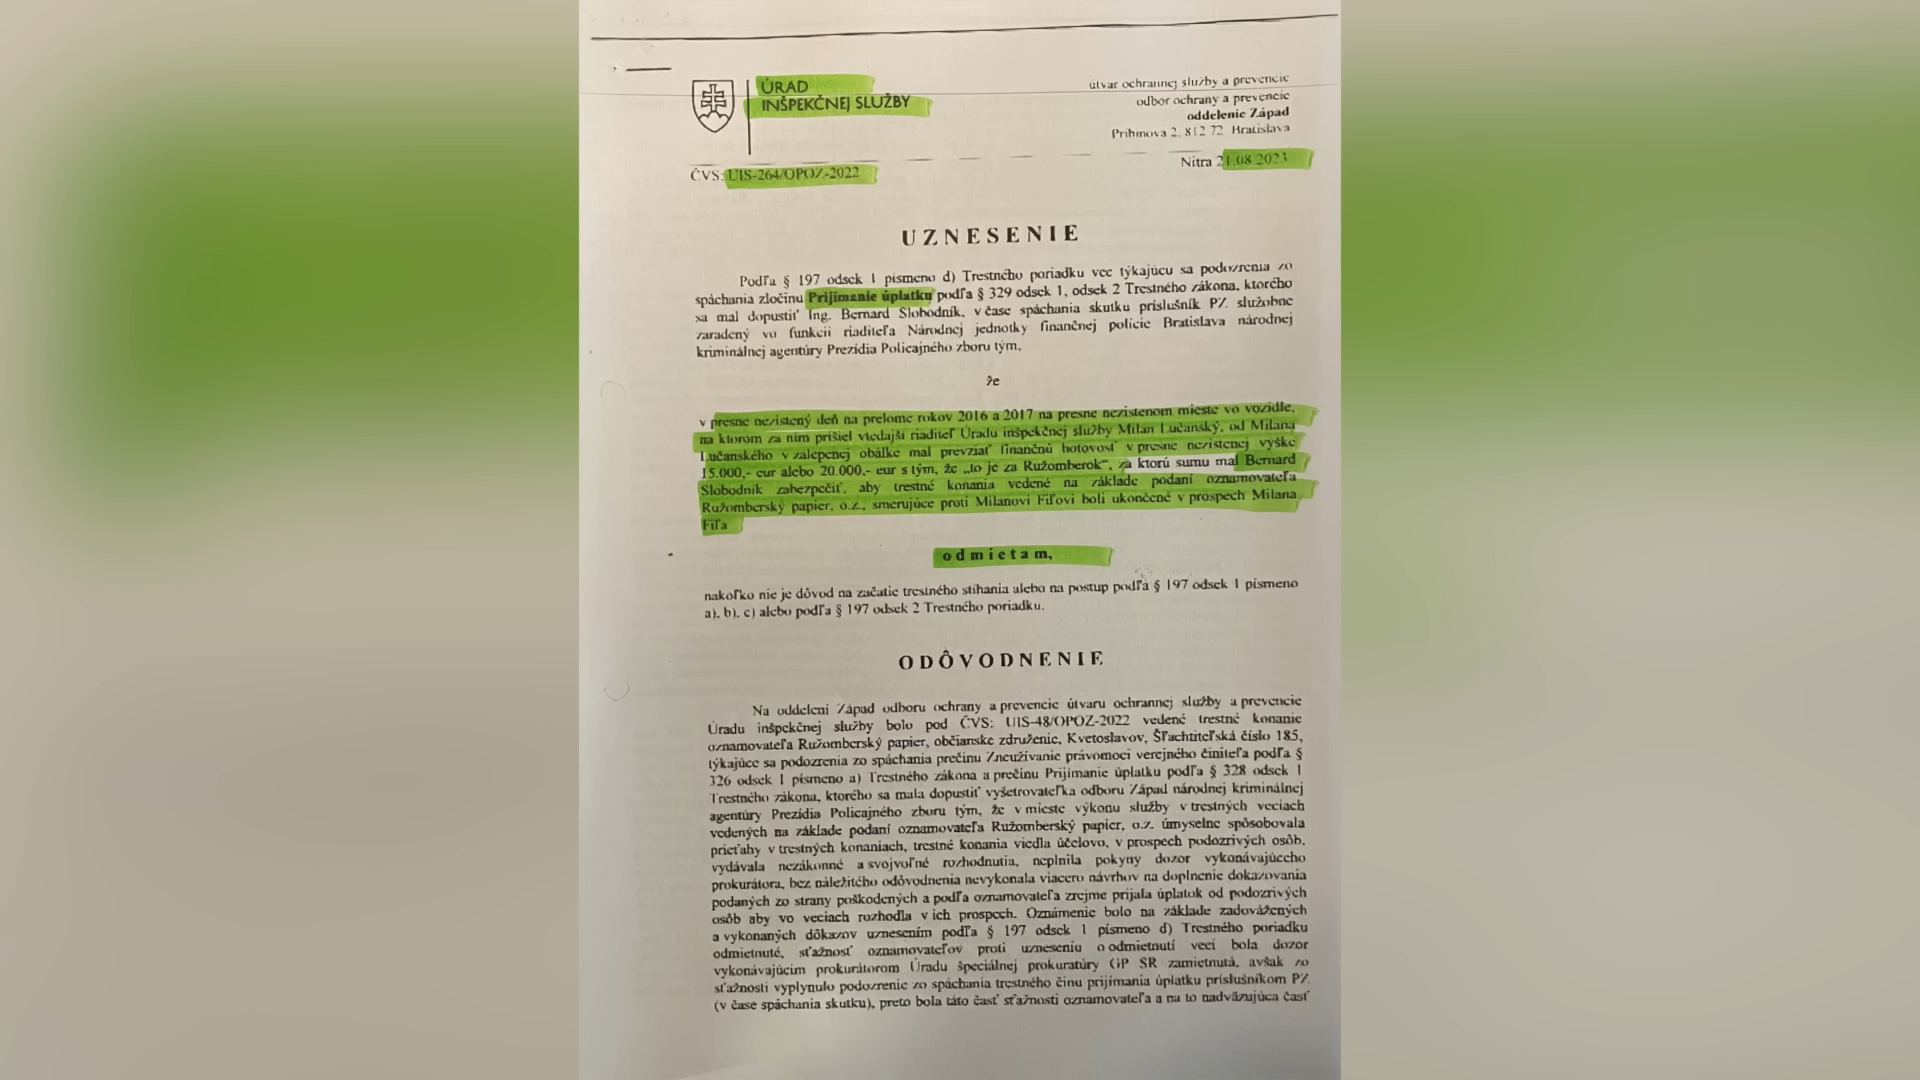 ÚRAD
INŠPEKČNEJ SLUŽBY
útvar ochrannej služby a prevencie
odbor ochrany a prevencie
oddelenie Západ
Pribinova 2, 812 72 Bratislava
Nitra 21.08.2023
ČVS: UIS-264/OPOZ-2022
UZNESENIE
Podľa § 197 odsek 1 písmeno d) Trestného poriadku vec týkajúcu sa podozrenia zo
spáchania zločinu Prijímanie úplatku podľa § 329 odsek 1, odsek 2 Trestného zákona, ktorého
sa mal dopustiť Ing. Bernard Slobodník, v čase spáchania skutku príslušník PZ služobne
zaradený vo funkcii riaditeľa Národnej jednotky finančnej polície Bratislava národnej
kriminálnej agentúry Prezídia Policajného zboru tým,
že
v presne nezistený deň na prelome rokov 2016 a 2017 na presne nezistenom mieste vo vozidle,
na ktorom za ním prišiel vtedajší riaditeľ Úradu inšpekčnej služby Milan Lučanský, od Milana
Lučanského v zalepenej obálke mal prevziať finančnú hotovosť v presne nezistenej výške
15.000,- eur alebo 20.000,- eur s tým, že „to je za Ružomberok“, za ktorú sumu mal Bernard
Slobodník zabezpečiť, aby trestné konania vedené na základe podaní oznamovateľa
Ružomberský papier, o.z., smerujúce proti Milanovi Fiľovi boli ukončené v prospech Milana
Fiľa
odmietam,
nakoľko nie je dôvod na začatie trestného stíhania alebo na postup podľa § 197 odsek 1 písmeno
a), b), c) alebo podľa § 197 odsek 2 Trestného poriadku.
ODÔVODNENIE
Na oddelení Západ odboru ochrany a prevencie útvaru ochrannej služby a prevencie
Úradu inšpekčnej služby bolo pod ČVS: UIS-48/OPOZ-2022 vedené trestné konanie
oznamovateľa Ružomberský papier, občianske združenie, Kvetoslavov, Šľachtiteľská číslo 185,
týkajúce sa podozrenia zo spáchania prečinu Zneužívanie právomoci verejného činiteľa podľa §
326 odsek 1 písmeno a) Trestného zákona a prečinu Prijímanie úplatku podľa § 328 odsek 1
Trestného zákona, ktorého sa mala dopustiť vyšetrovateľka odboru Západ národnej kriminálnej
agentúry Prezídia Policajného zboru tým, že v mieste výkonu služby v trestných veciach
vedených na základe podaní oznamovateľa Ružomberský papier, o.z. úmyselne spôsobovala
prieťahy v trestných konaniach, trestné konania viedla účelovo, v prospech podozrivých osôb,
vydávala nezákonné a svojvoľné rozhodnutia, neplnila pokyny dozor vykonávajúceho
prokurátora, bez náležitého odôvodnenia nevykonala viacero návrhov na doplnenie dokazovania
podaných zo strany poškodených a podľa oznamovateľa zrejme prijala úplatok od podozrivých
osôb aby vo veciach rozhodla v ich prospech. Oznámenie bolo na základe zadovážených
a vykonaných dôkazov uznesením podľa § 197 odsek 1 písmeno d) Trestného poriadku
odmietnuté, sťažnosť oznamovateľov proti uzneseniu o odmietnutí veci bola dozor
vykonávajúcim prokurátorom Úradu špeciálnej prokuratúry GP SR zamietnutá, avšak zo
sťažnosti vyplynulo podozrenie zo spáchania trestného činu prijímania úplatku príslušníkom PZ
(v čase spáchania skutku), preto bola táto časť sťažnosti oznamovateľa a na to nadväzujúca časť